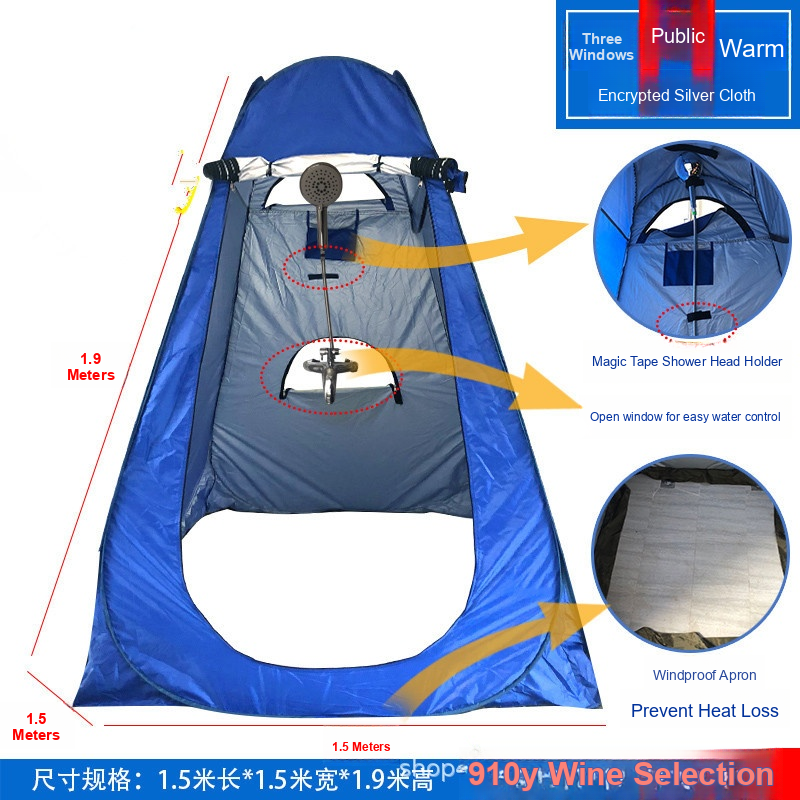 Three
Windows
Public
Warm
Encrypted Silver Cloth
Magic Tape Shower Head Holder
1.9
Meters
Open window for easy water control
Windproof Apron
Prevent Heat Loss
1.5
Meters
1.5 Meters
尺寸规格：1.5米长*1.5米宽*1.9米高
shop
910y Wine Selection